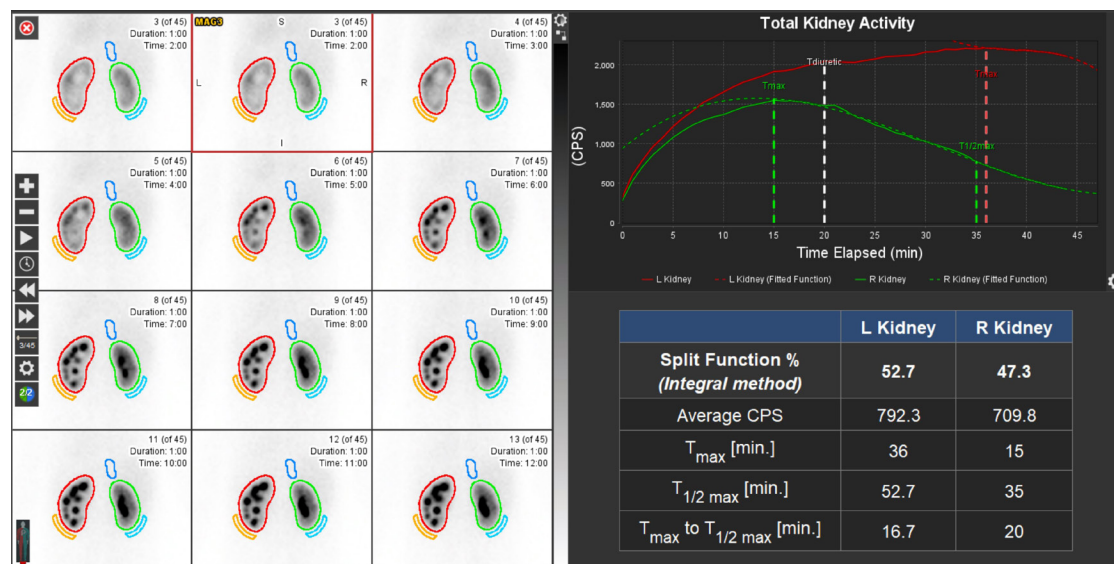 3 (of 45)
Duration: 1:00
Time: 2:00
MAG3
S
3 (of 45)
Duration: 1:00
Time: 2:00
L
R
I
4 (of 45)
Duration: 1:00
Time: 3:00
5 (of 45)
Duration: 1:00
Time: 4:00
6 (of 45)
Duration: 1:00
Time: 5:00
7 (of 45)
Duration: 1:00
Time: 6:00
8 (of 45)
Duration: 1:00
Time: 7:00
9 (of 45)
Duration: 1:00
Time: 8:00
10 (of 45)
Duration: 1:00
Time: 9:00
11 (of 45)
Duration: 1:00
Time: 10:00
12 (of 45)
Duration: 1:00
Time: 11:00
13 (of 45)
Duration: 1:00
Time: 12:00
3/45
2/2
Total Kidney Activity
(CPS)
2,000
1,500
1,000
500
0
Tdiuretic
Tmax
Tmax
T1/2max
0 5 10 15 20 25 30 35 40 45
Time Elapsed (min)
L Kidney L Kidney (Fitted Function) R Kidney R Kidney (Fitted Function)
L Kidney R Kidney
Split Function %
(Integral method) 52.7 47.3
Average CPS 792.3 709.8
Tmax [min.] 36 15
T1/2 max [min.] 52.7 35
Tmax to T1/2 max [min.] 16.7 20